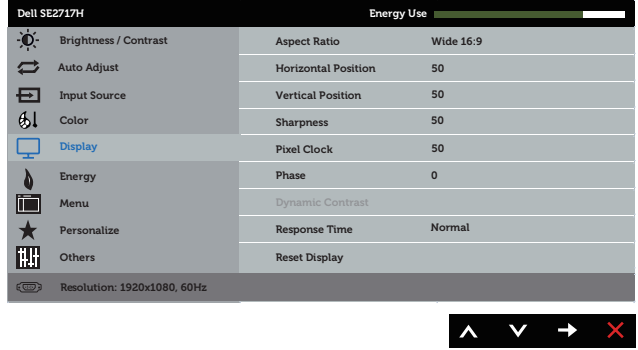 Dell SE2717H Energy Use
Brightness / Contrast Aspect Ratio Wide 16:9
Auto Adjust Horizontal Position 50
Input Source Vertical Position 50
Color Sharpness 50
Display Pixel Clock 50
Energy Phase 0
Menu Dynamic Contrast
Personalize Response Time Normal
Others Reset Display
Resolution: 1920x1080, 60Hz